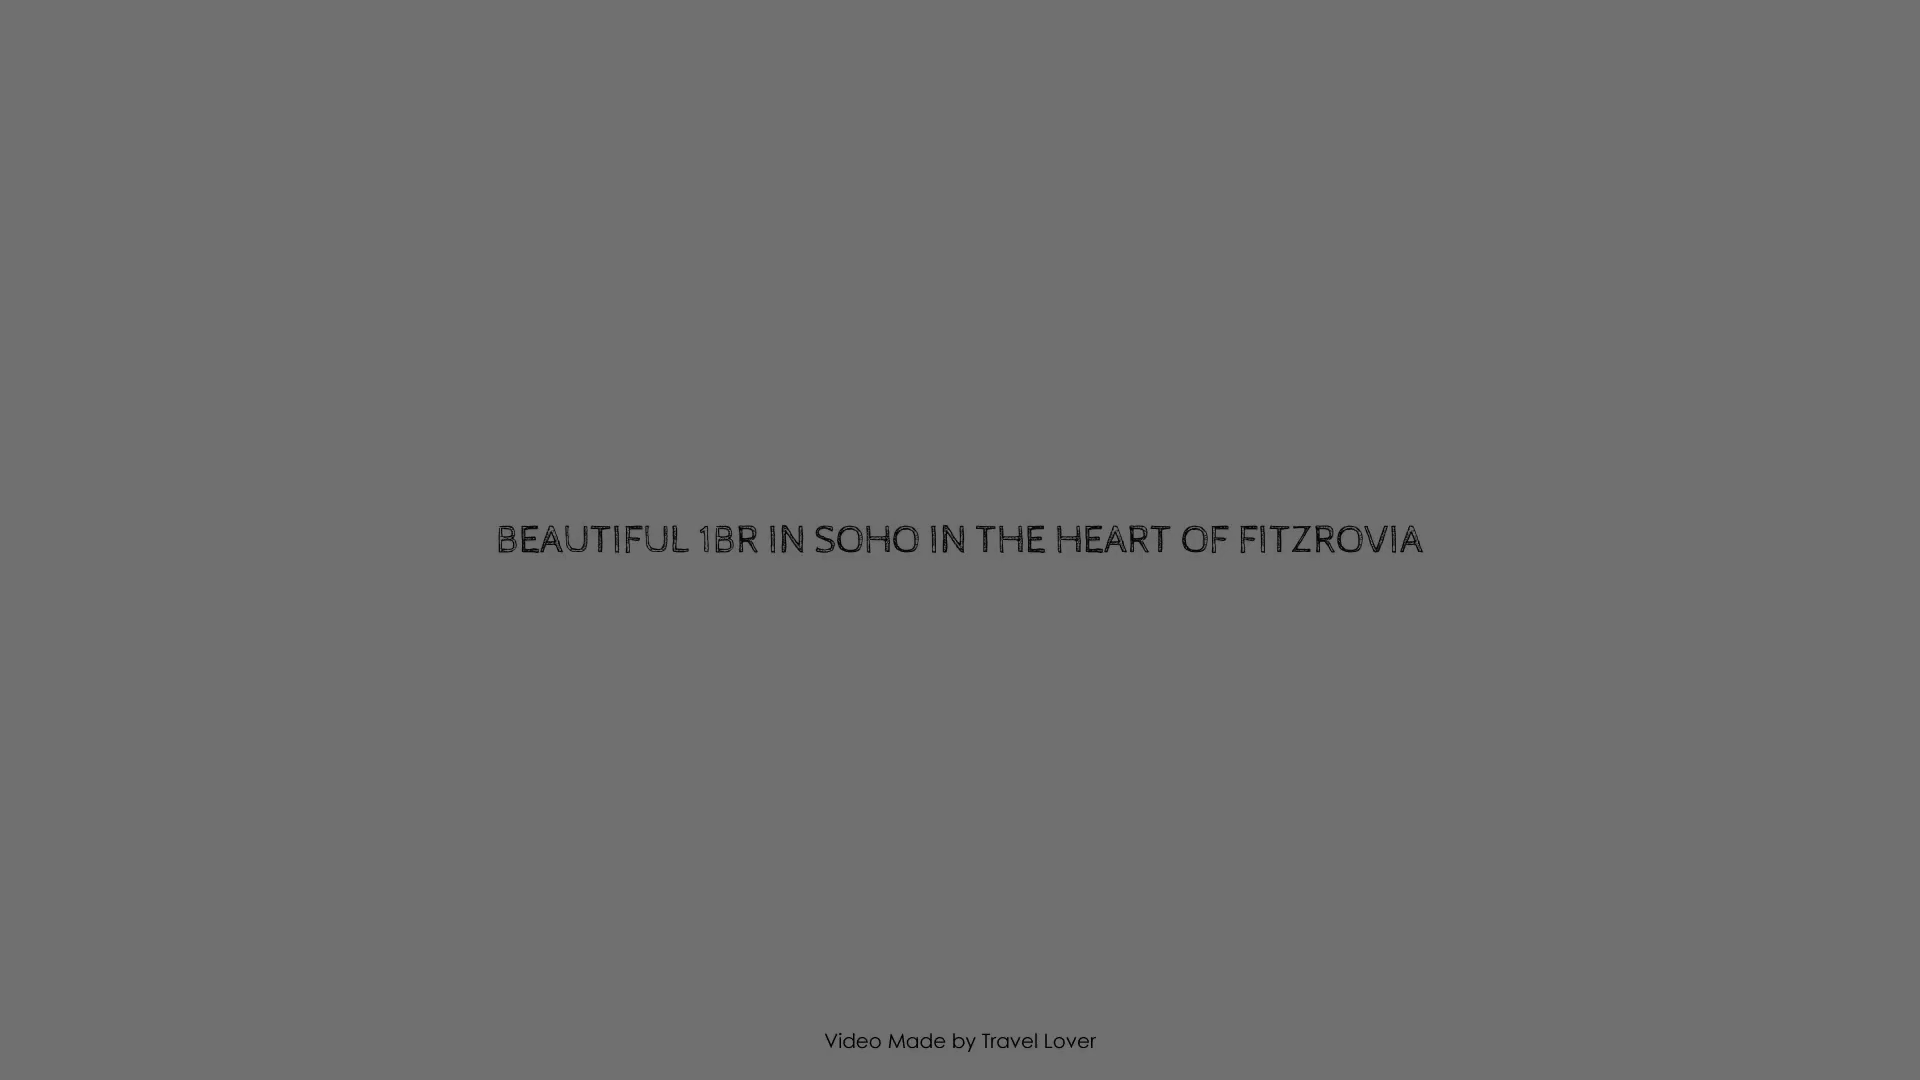 BEAUTIFUL 1BR IN SOHO IN THE HEART OF FITZROVIA
Video Made by Travel Lover